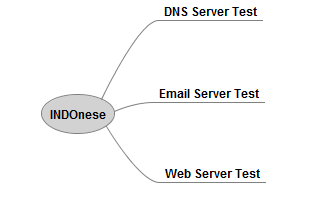 DNS Server Test
Email Server Test
INDOnese
Web Server Test